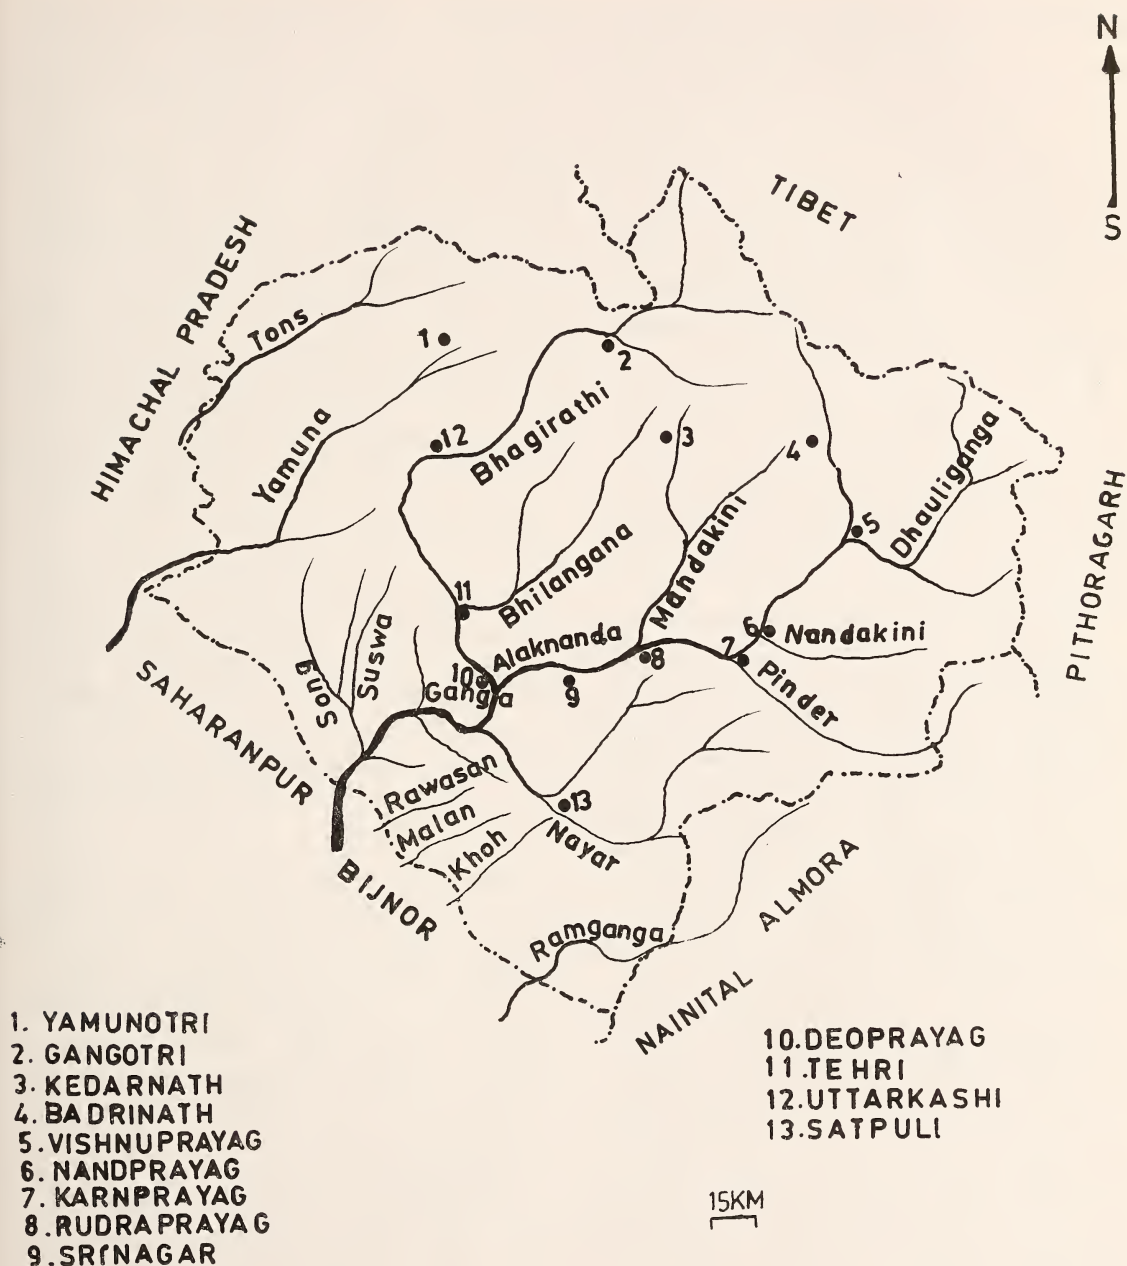 N
S
TIBET
HIMACHAL PRADESH
Tons
1
2
Yamuna
12
Bhagirathi
3
4
Dhauliganga
5
PITHORAGARH
11
Bhilangana
Mandakini
6
Nandakini
Alaknanda
7
8
Pinder
10
Ganga
9
Song
Suswa
SAHARANPUR
Rawasan
13
Malan
Nayar
Khoh
BIJNOR
ALMORA
Ramganga
NAINITAL
1. YAMUNOTRI
2. GANGOTRI
3. KEDARNATH
4. BADRINATH
5. VISHNUPRAYAG
6. NANDPRAYAG
7. KARNPRAYAG
8. RUDRAPRAYAG
9. SRINAGAR
10. DEOPRAYAG
11. TEHRI
12. UTTARKASHI
13. SATPULI
15KM